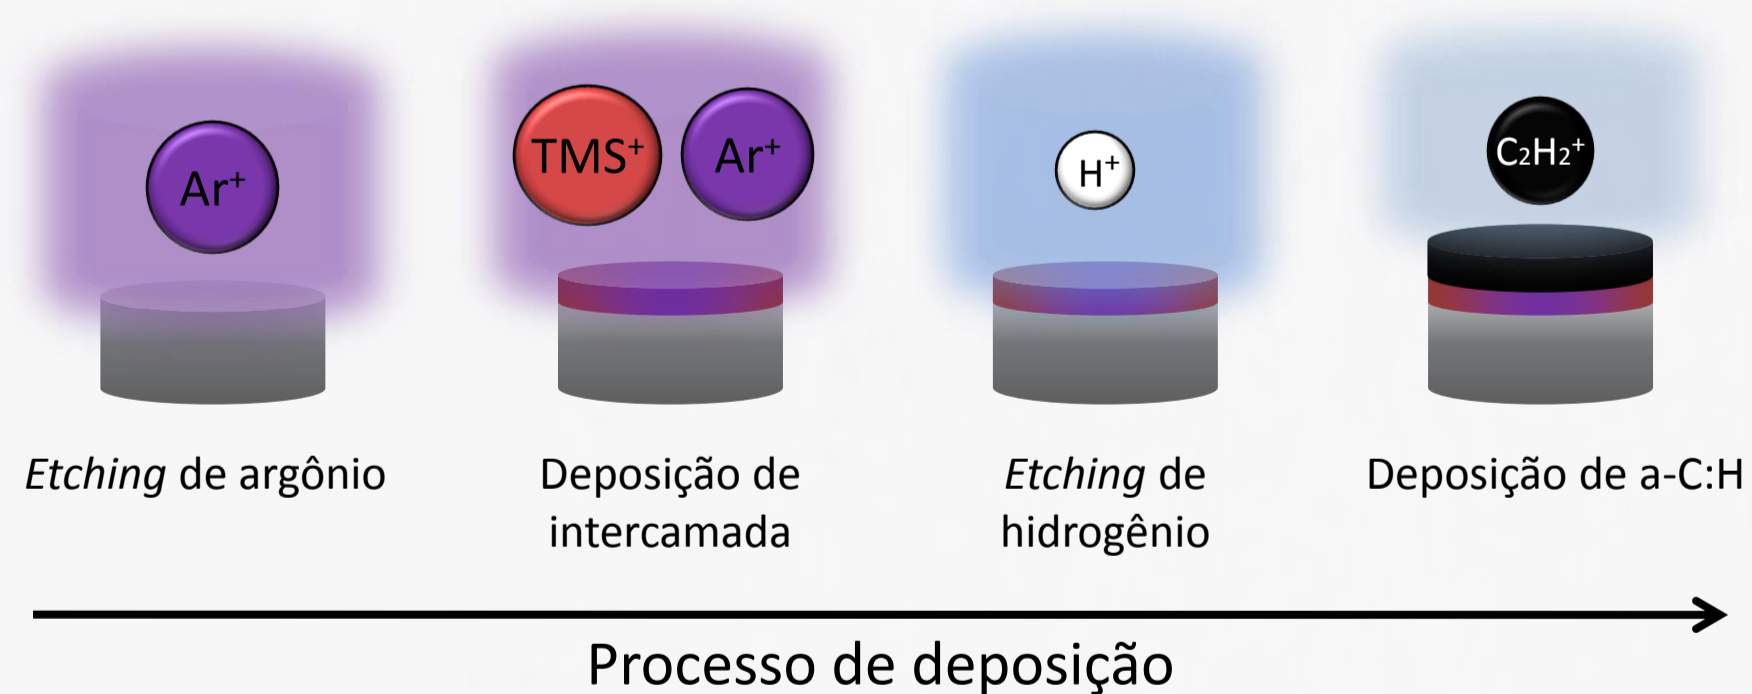 Ar⁺
TMS⁺
Ar⁺
H⁺
C₂H₂⁺
Etching de argônio
Deposição de
intercamada
Etching de
hidrogênio
Deposição de a-C:H
Processo de deposição